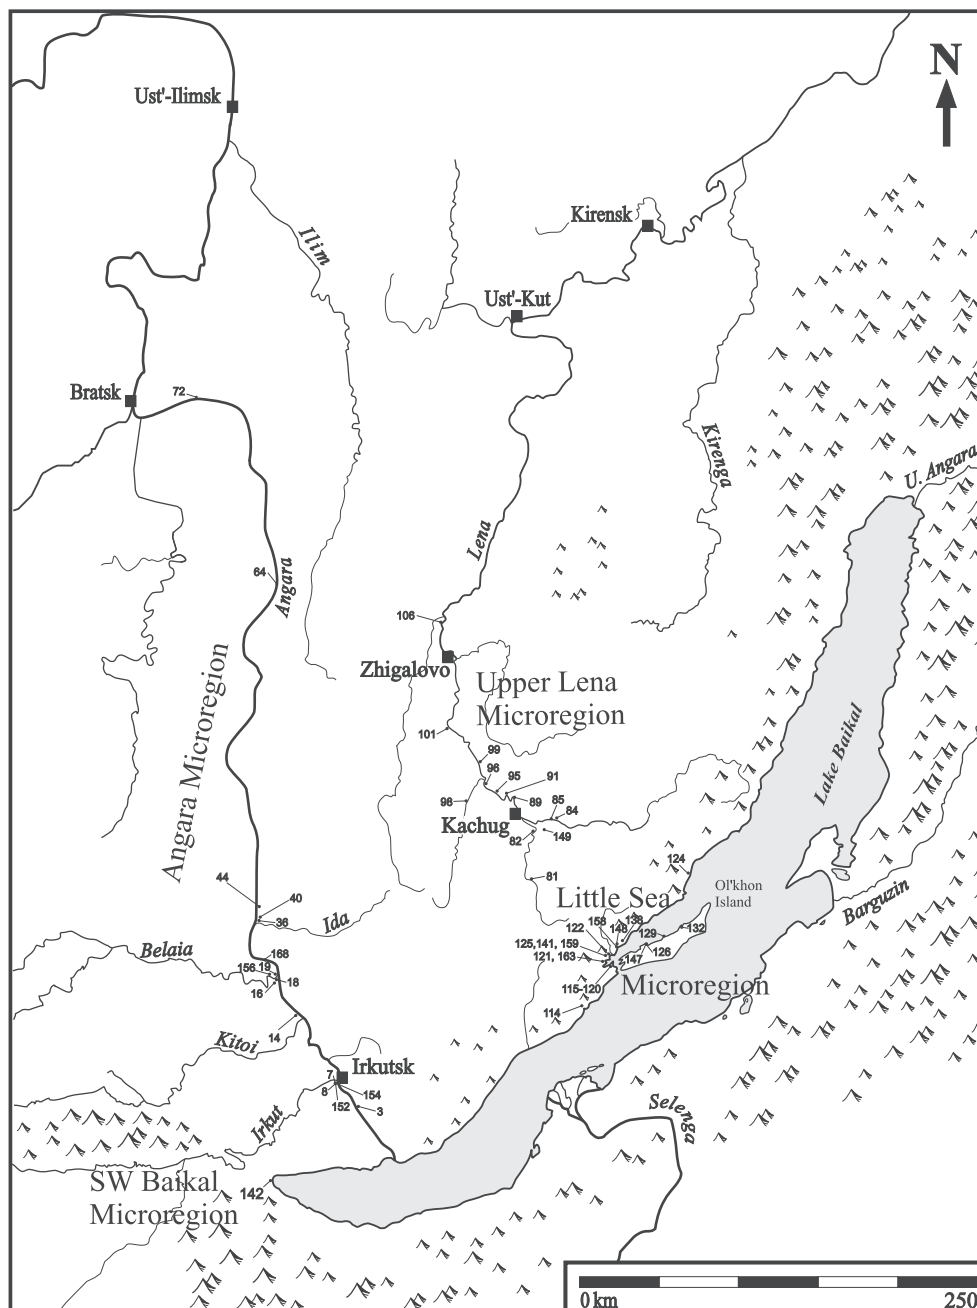 N
Ust'-Ilimsk
Ilim
Kirensk
Ust'-Kut
Bratsk
72
Kirenga
U. Angara
Lena
64
Angara
106
Zhigalovo
Upper Lena
Microregion
Angara Microregion
Lake Baikal
101
99
96
95
91
98
89
85
84
Kachug
82
149
81
124
44
40
36
Ida
Little Sea
Ol'khon
Island
Barguzin
158
138
122
148
129
132
125, 141, 159
126
121, 163
147
115-120
Microregion
114
Belaia
168
156
19
18
16
14
Kitoi
Irkutsk
7
8
154
152
3
Irkut
Selenga
SW Baikal
Microregion
142
0 km
250